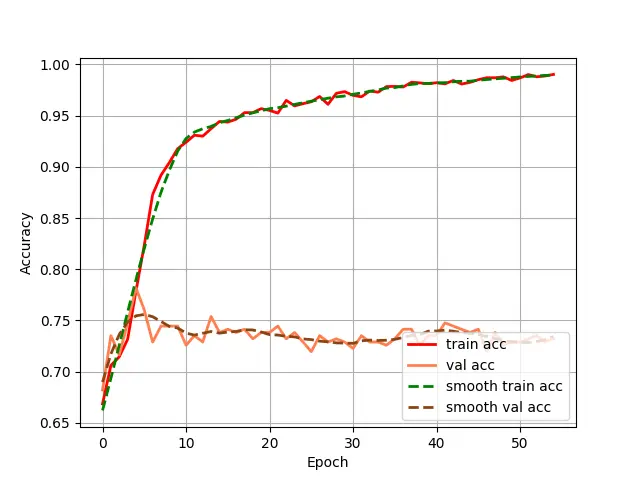 1.00
0.95
0.90
0.85
0.80
0.75
0.70
0.65
Accuracy
0 10 20 30 40 50
Epoch
train acc
val acc
smooth train acc
smooth val acc